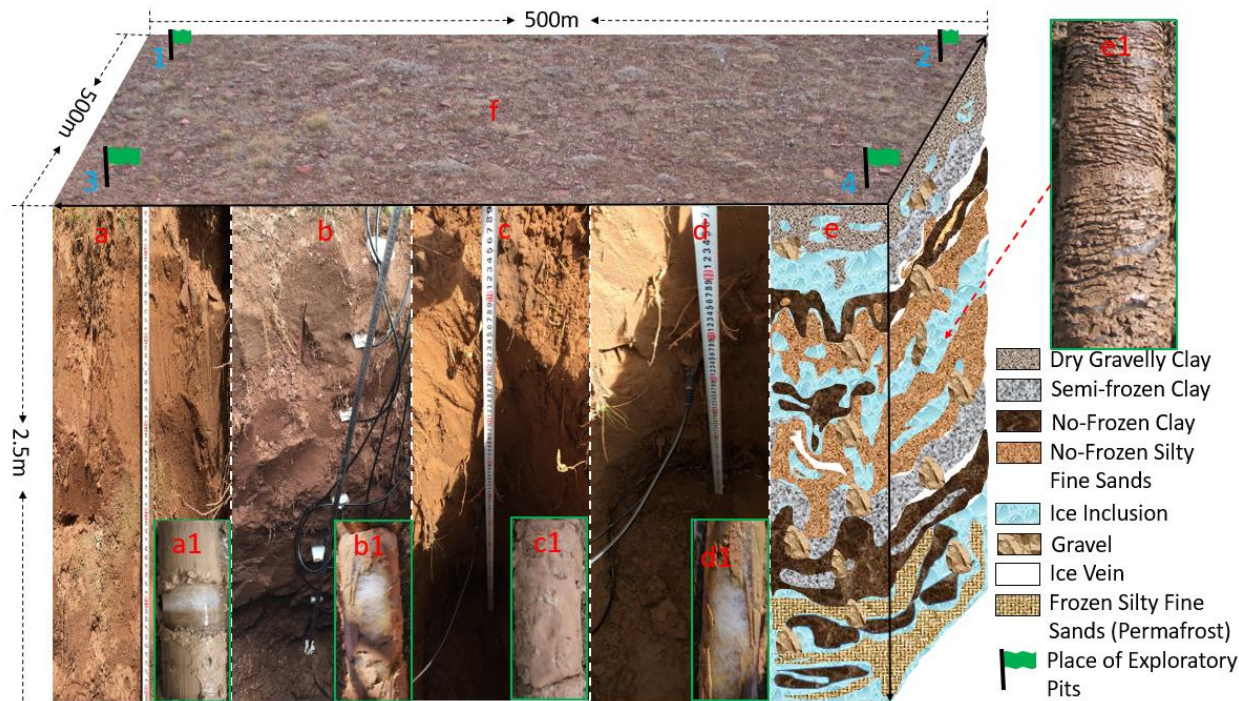 500m
500m
2.5m
1
2
3
4
f
a
b
c
d
e
a1
b1
c1
d1
e1
Dry Gravelly Clay
Semi-frozen Clay
No-Frozen Clay
No-Frozen Silty
Fine Sands
Ice Inclusion
Gravel
Ice Vein
Frozen Silty Fine
Sands (Permafrost)
Place of Exploratory
Pits